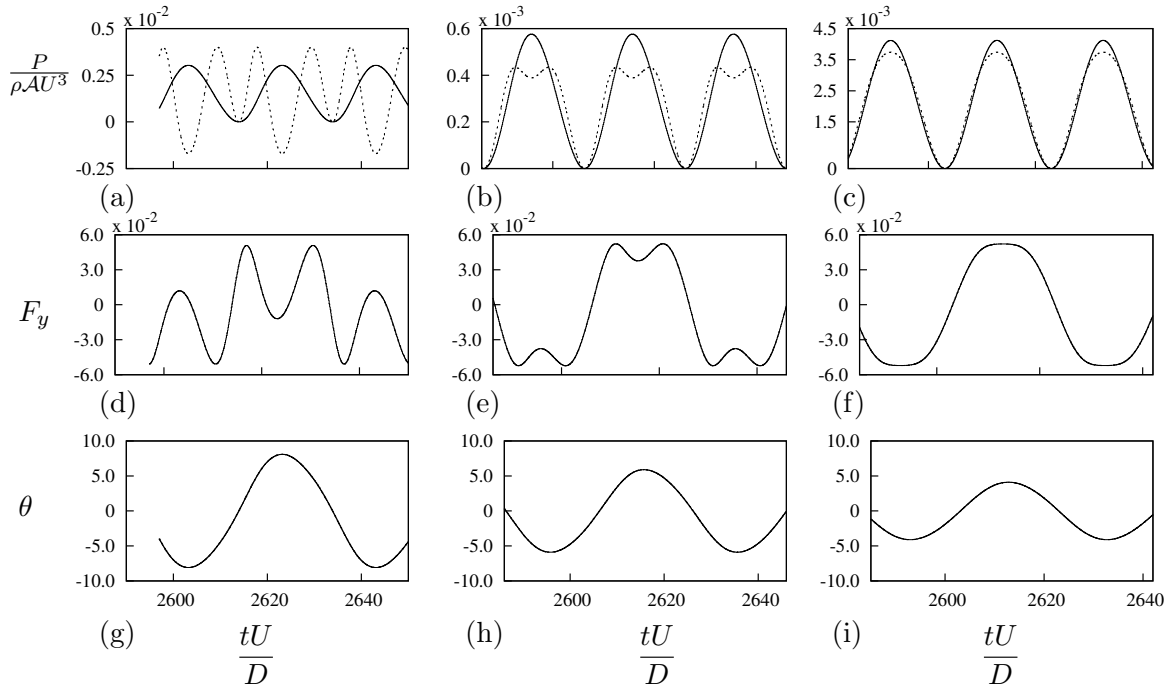 x 10^-2 x 10^-3 x 10^-3
P/ρAU^3
0.5 0.25 0 -0.25
0.6 0.4 0.2 0
4.5 3.5 2.5 1.5 0
(a) (b) (c)
x 10^-2 x 10^-2 x 10^-2
F_y
6.0 3.0 0 -3.0 -6.0
6.0 3.0 0 -3.0 -6.0
6.0 3.0 0 -3.0 -6.0
(d) (e) (f)
θ
10.0 5.0 0 -5.0 -10.0
10.0 5.0 0 -5.0 -10.0
10.0 5.0 0 -5.0 -10.0
2600 2620 2640 2600 2620 2640 2600 2620 2640
(g) tU/D (h) tU/D (i) tU/D